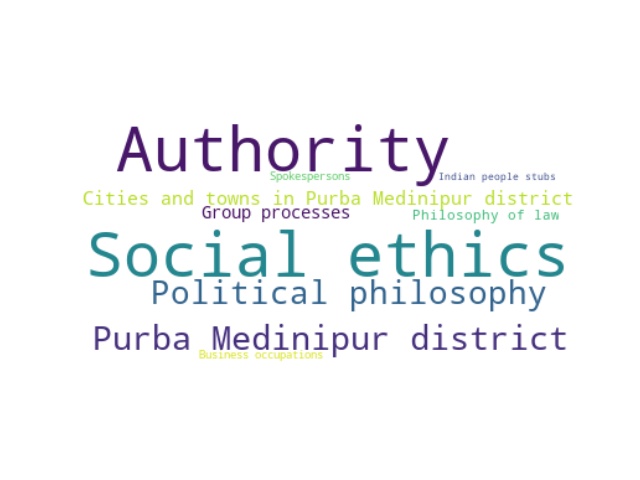 Authority
Spokespersons
Indian people stubs
Cities and towns in Purba Medinipur district
Group processes
Philosophy of law
Social ethics
Political philosophy
Purba Medinipur district
Business occupations